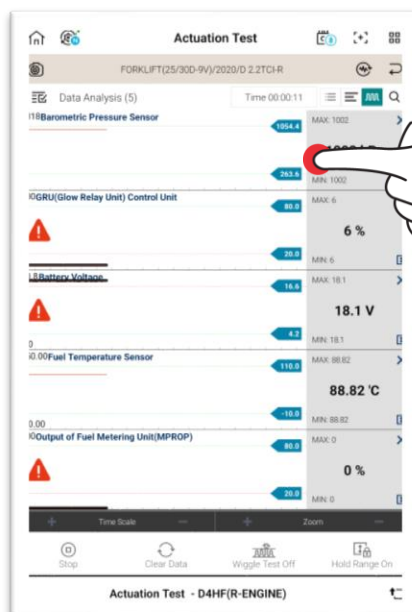 Actuation Test
FORKLIFT(25/30D-9V)/2020/D 2.2TCI-R
Data Analysis (5)
Time 00:00:11
118
Barometric Pressure Sensor
1054.4
263.6
MAX: 1002
MIN: 1002
GRU(Glow Relay Unit) Control Unit
80.0
20.0
MAX: 6
6 %
MIN: 6
Battery Voltage
16.6
4.2
MAX: 18.1
18.1 V
MIN: 18.1
Fuel Temperature Sensor
110.0
-10.0
0.00
MAX: 88.82
88.82 'C
MIN: 88.82
Output of Fuel Metering Unit(MPROP)
80.0
20.0
MAX: 0
0 %
MIN: 0
+ Time Scale − + Zoom −
Stop
Clear Data
Wiggle Test Off
Hold Range On
Actuation Test - D4HF(R-ENGINE)